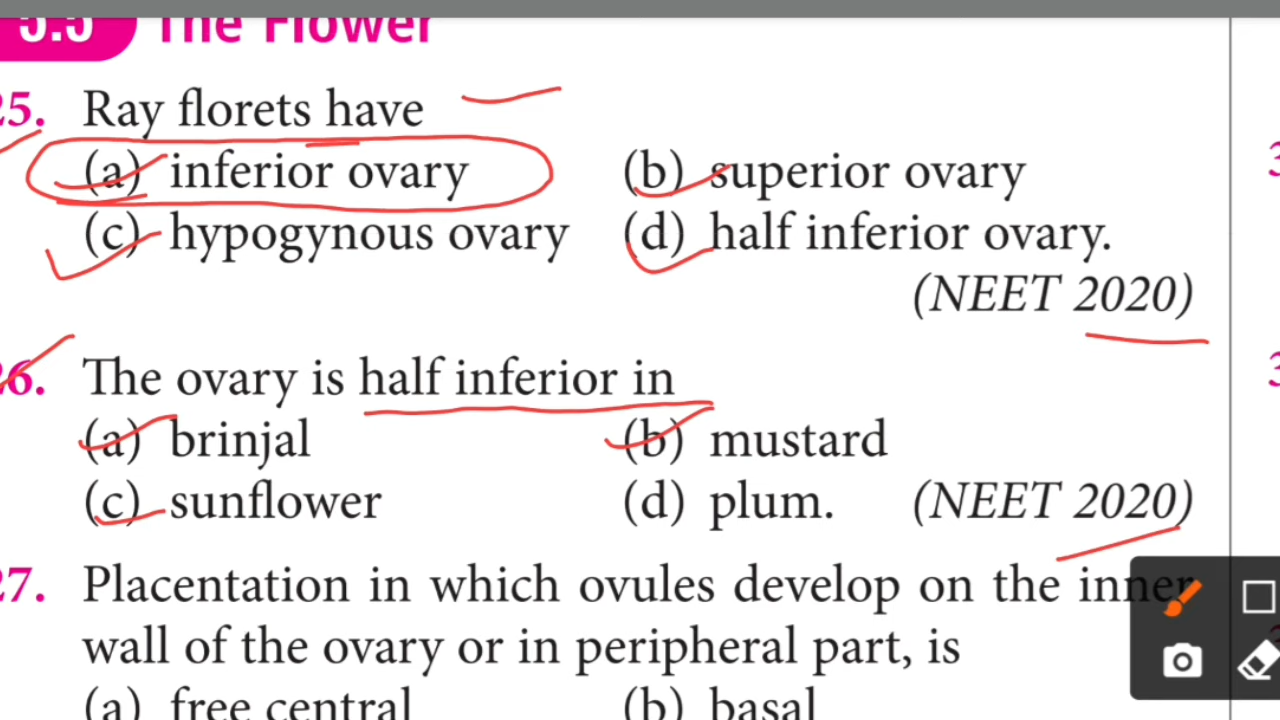 5.5 The Flower
25. Ray florets have
(a) inferior ovary (b) superior ovary
(c) hypogynous ovary (d) half inferior ovary.
(NEET 2020)
26. The ovary is half inferior in
(a) brinjal (b) mustard
(c) sunflower (d) plum. (NEET 2020)
27. Placentation in which ovules develop on the inner
wall of the ovary or in peripheral part, is
(a) free central (b) basal